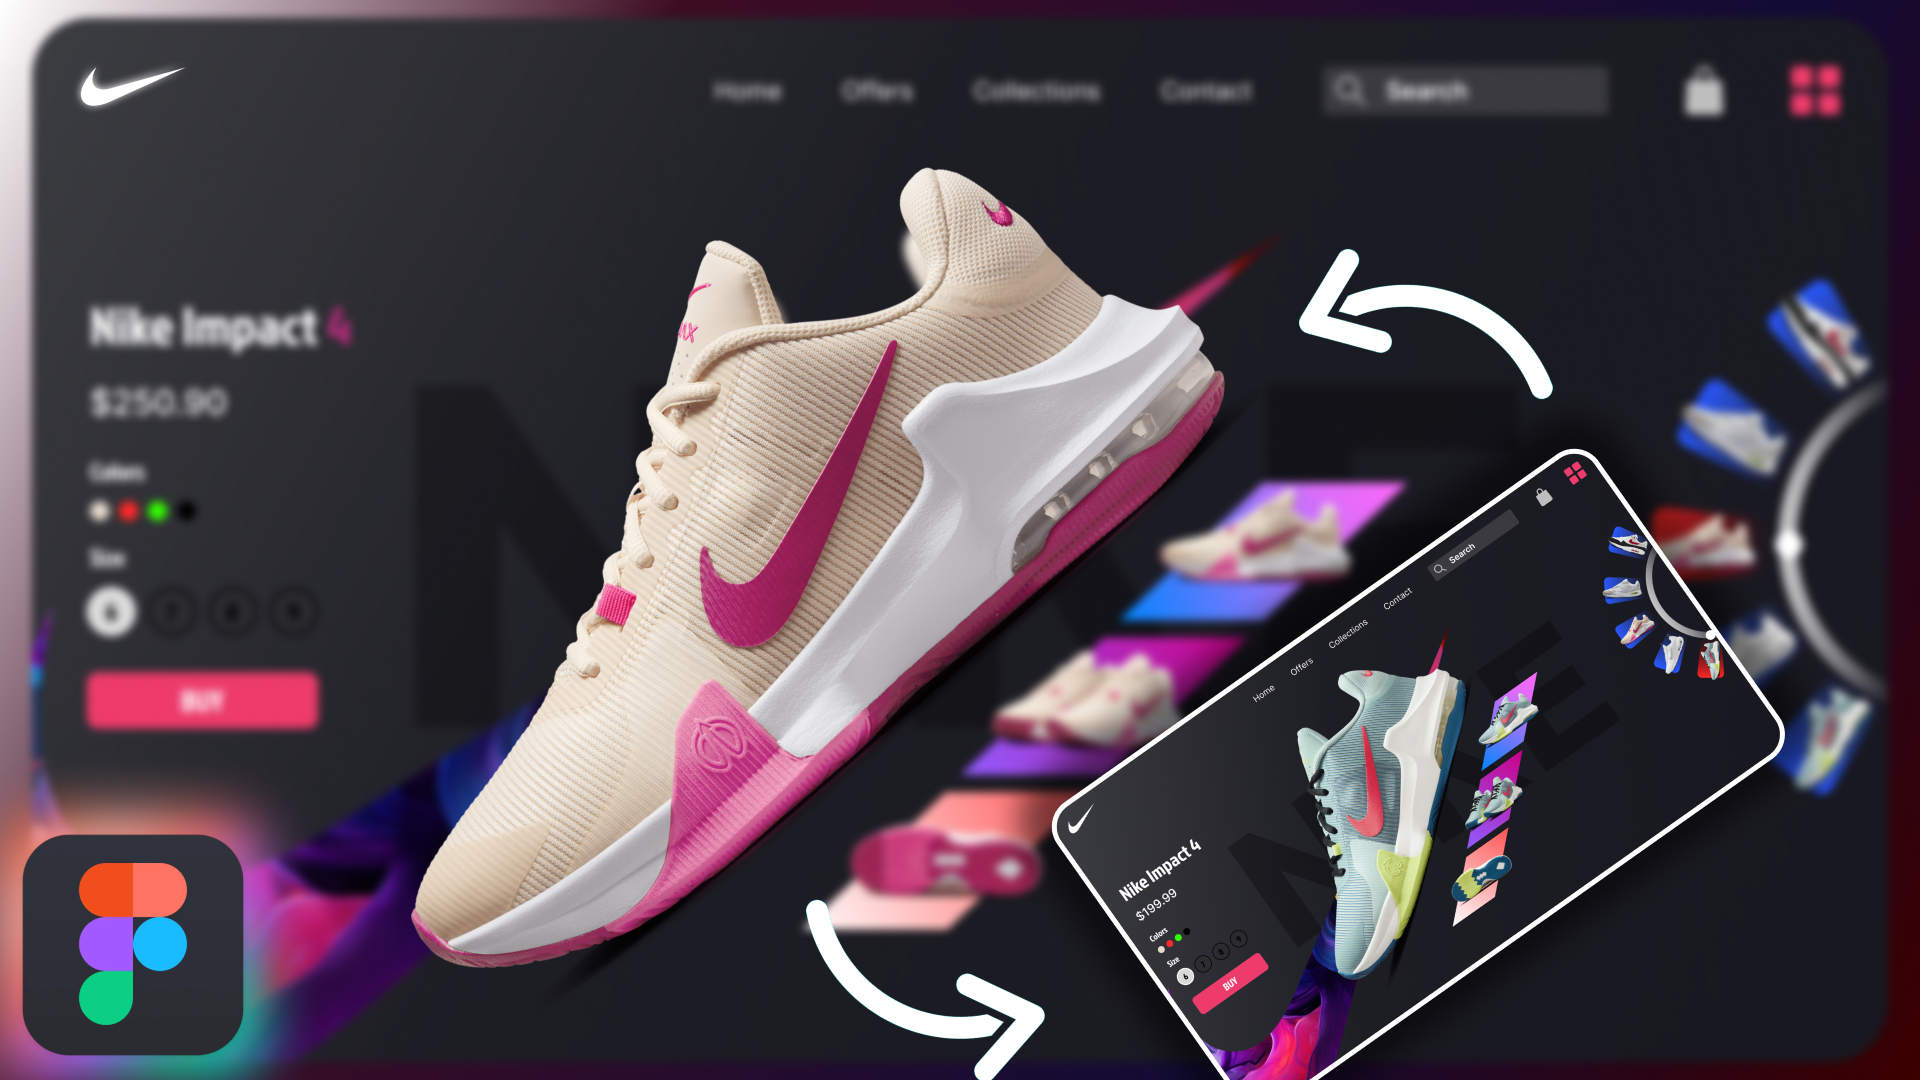 Home Offers Collections Contact Search
Nike Impact 4
$250.90
Colors
Size
6 7 8 9
BUY
NIKE
Search
Contact
Collections
Offers
Home
Nike Impact 4
$199.99
Colors
Size
6 7 8 9
BUY